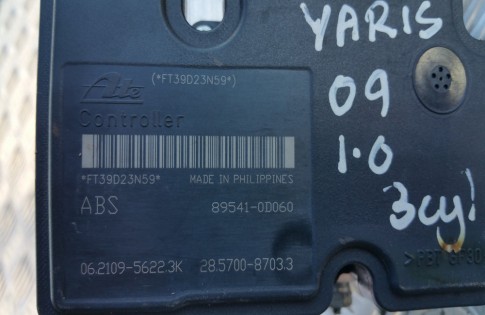 (*FT39D23N59*)
YARIS
Ate
Controller
09
1.0
*FT39D23N59* MADE IN PHILIPPINES
ABS 89541-0D060
3cyl
06.2109-5622.3K 28.5700-8703.3